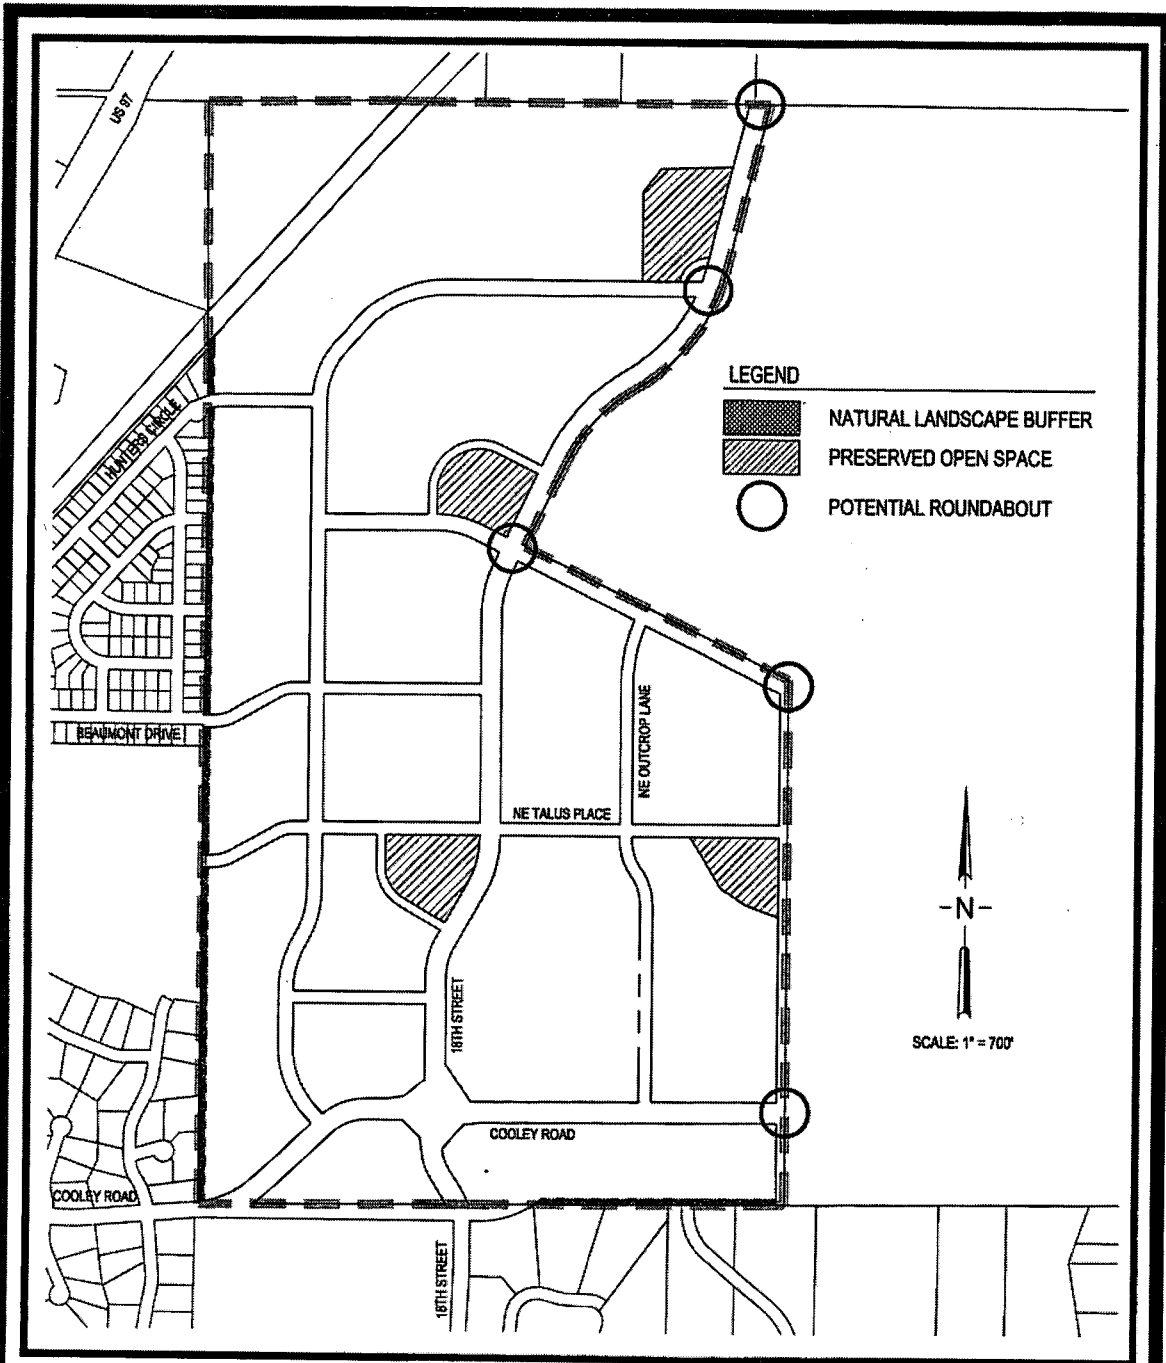 US 97
HUNTERS CIRCLE
LEGEND
NATURAL LANDSCAPE BUFFER
PRESERVED OPEN SPACE
POTENTIAL ROUNDABOUT
BEAUMONT DRIVE
NE OUTCROP LANE
NE TALUS PLACE
-N-
SCALE: 1" = 700'
18TH STREET
COOLEY ROAD
COOLEY ROAD
18TH STREET